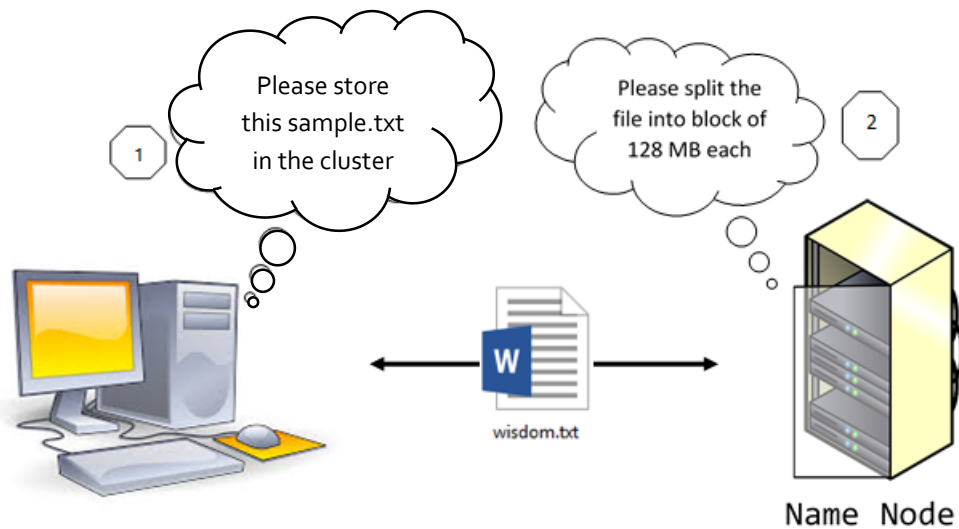 Please store
this sample.txt
in the cluster
1
Please split the
file into block of
128 MB each
2
W
wisdom.txt
Name Node